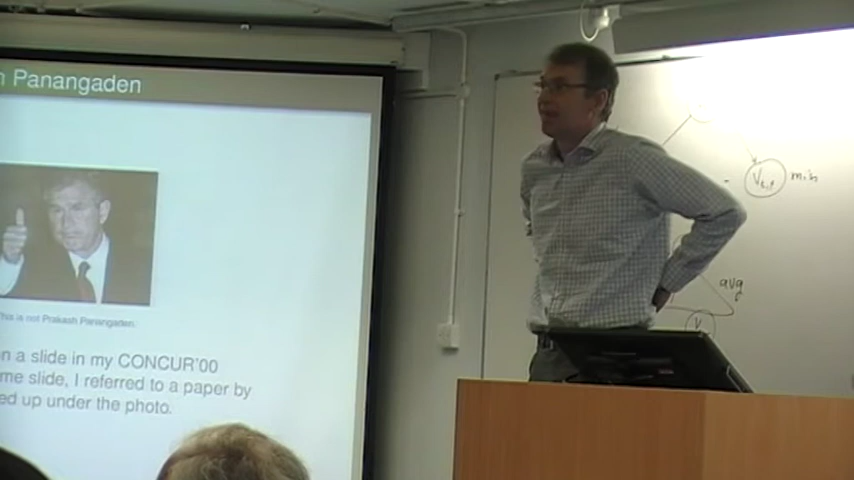 n Panangaden
This is not Prakash Panangaden.
n a slide in my CONCUR'00
me slide, I referred to a paper by
ed up under the photo.
min
avg